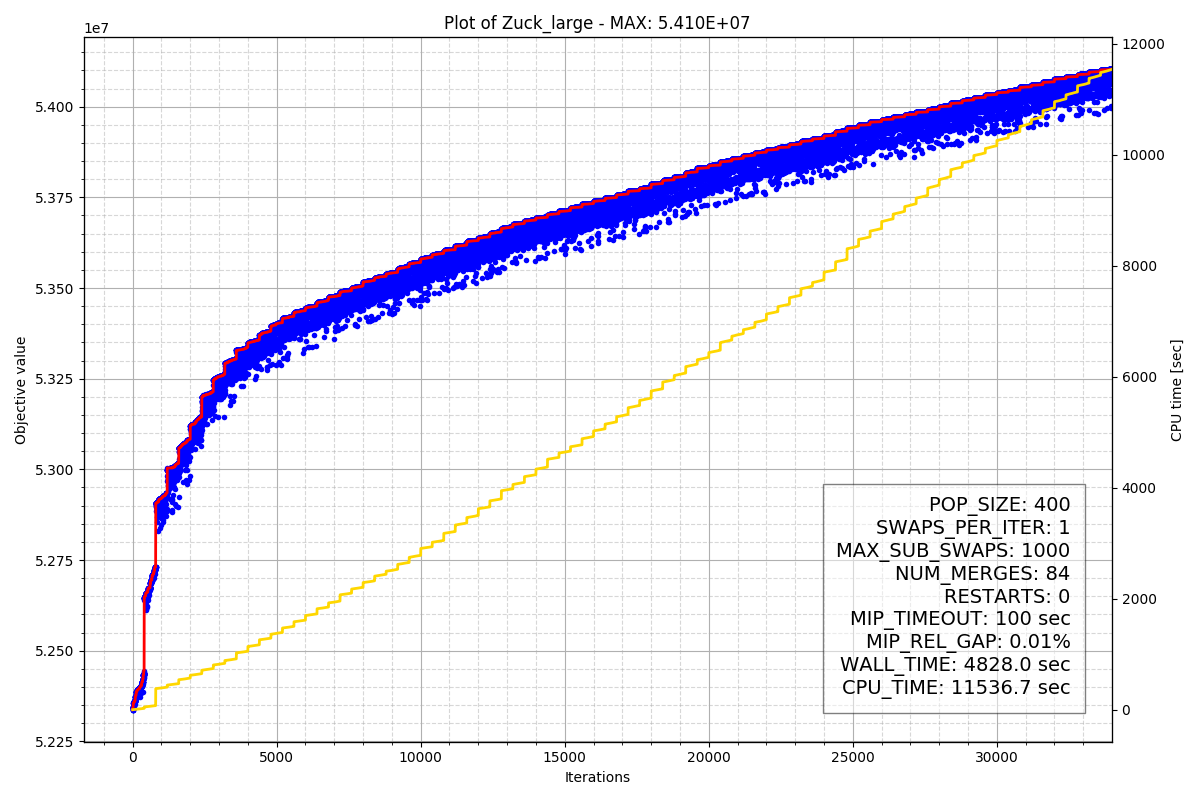 Plot of Zuck_large - MAX: 5.410E+07
1e7
5.400
5.375
5.350
5.325
5.300
5.275
5.250
5.225
Objective value
12000
10000
8000
6000
4000
2000
0
CPU time [sec]
POP_SIZE: 400
SWAPS_PER_ITER: 1
MAX_SUB_SWAPS: 1000
NUM_MERGES: 84
RESTARTS: 0
MIP_TIMEOUT: 100 sec
MIP_REL_GAP: 0.01%
WALL_TIME: 4828.0 sec
CPU_TIME: 11536.7 sec
0 5000 10000 15000 20000 25000 30000
Iterations